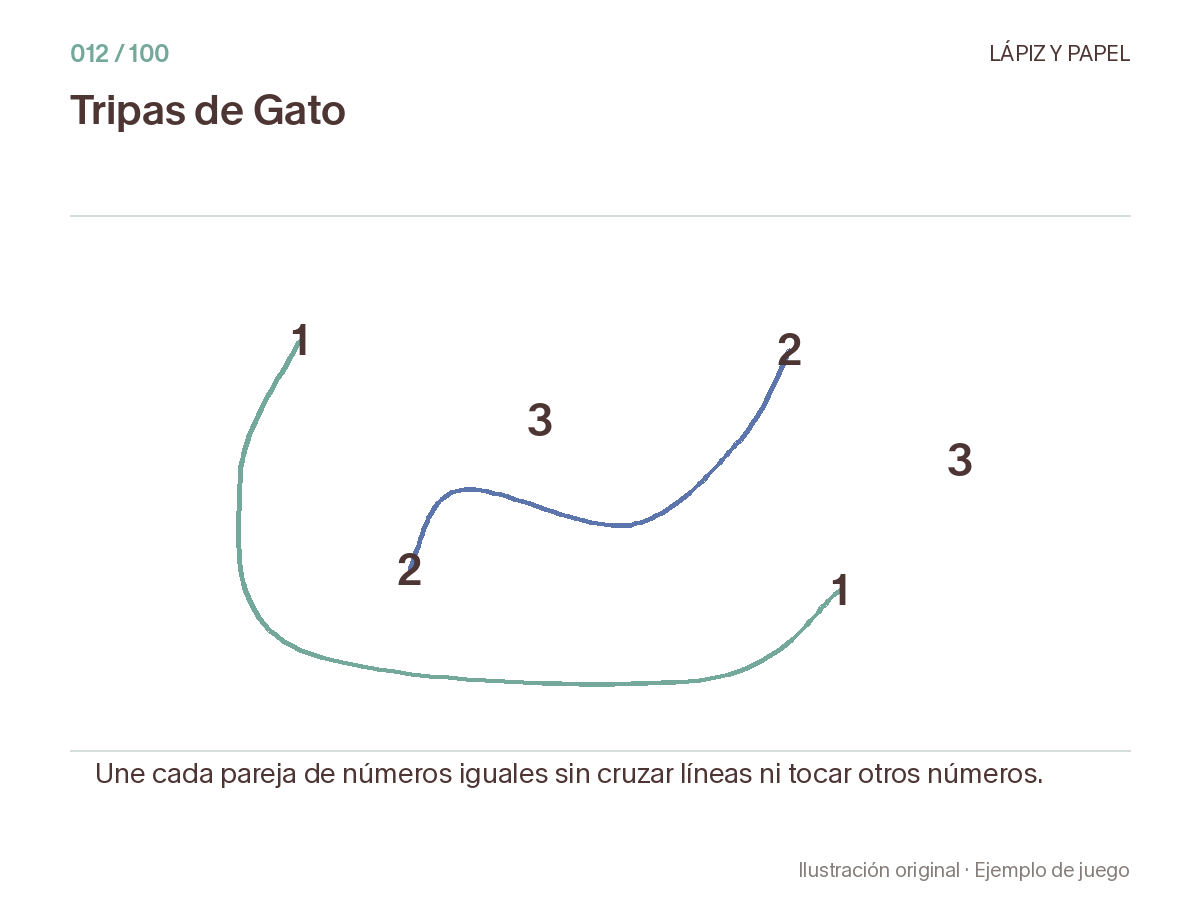 012 / 100
LÁPIZ Y PAPEL
Tripas de Gato
1
2
3
3
2
1
Une cada pareja de números iguales sin cruzar líneas ni tocar otros números.
Ilustración original · Ejemplo de juego